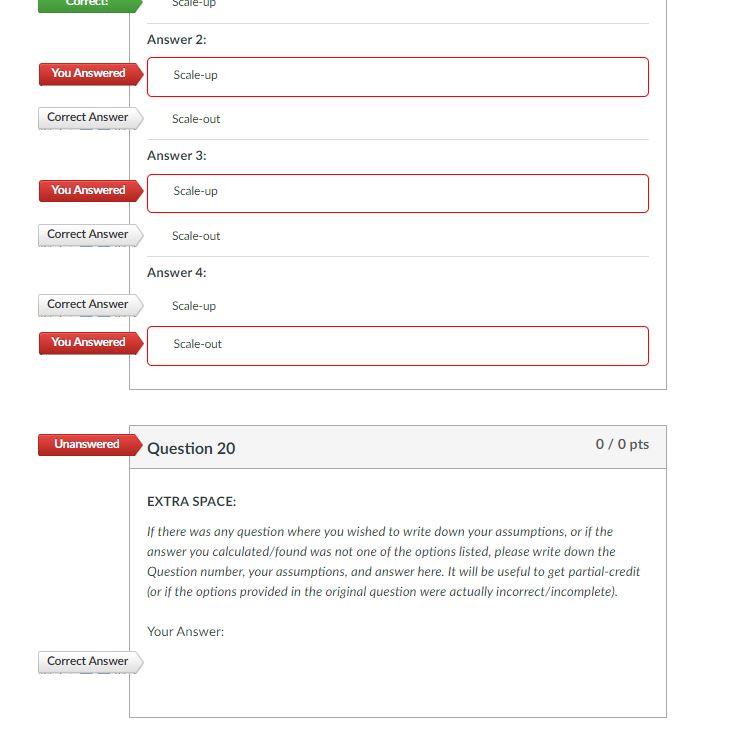 Correct!
Scale-up
Answer 2:
You Answered
Scale-up
Correct Answer
Scale-out
Answer 3:
You Answered
Scale-up
Correct Answer
Scale-out
Answer 4:
Correct Answer
Scale-up
You Answered
Scale-out
Unanswered
Question 20
0 / 0 pts
EXTRA SPACE:
If there was any question where you wished to write down your assumptions, or if the
answer you calculated/found was not one of the options listed, please write down the
Question number, your assumptions, and answer here. It will be useful to get partial-credit
(or if the options provided in the original question were actually incorrect/incomplete).
Your Answer:
Correct Answer